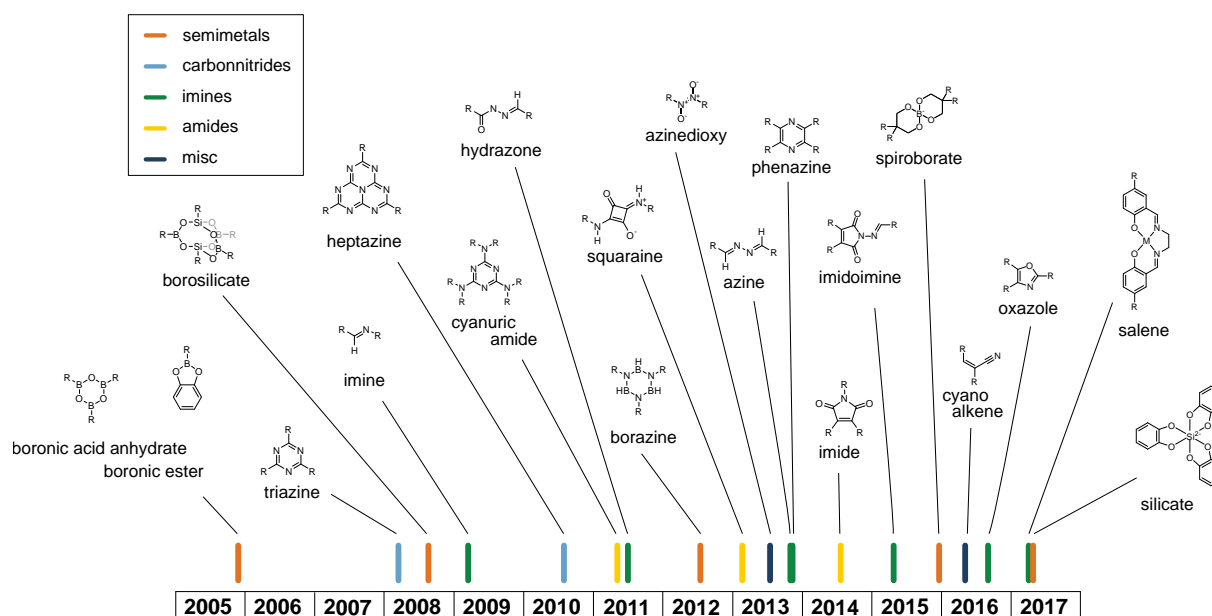 semimetals
carbonnitrides
imines
amides
misc
hydrazone
azinedioxy
phenazine
spiroborate
heptazine
squaraine
azine
imidoimine
borosilicate
cyanuric
amide
oxazole
salene
imine
borazine
imide
cyano
alkene
boronic acid anhydrate
boronic ester
triazine
silicate
2005 2006 2007 2008 2009 2010 2011 2012 2013 2014 2015 2016 2017